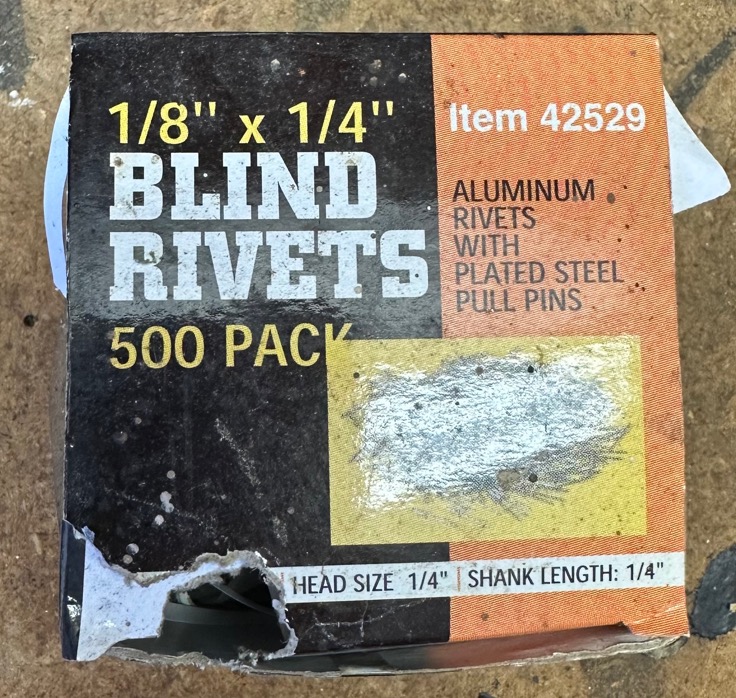 1/8" x 1/4"
BLIND
RIVETS
500 PACK
Item 42529
ALUMINUM
RIVETS
WITH
PLATED STEEL
PULL PINS
HEAD SIZE 1/4" | SHANK LENGTH: 1/4"